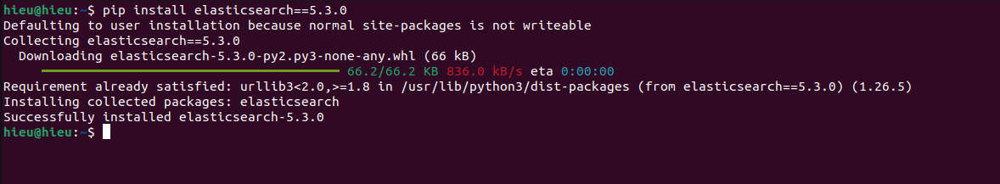 hieu@hieu:~$ pip install elasticsearch==5.3.0
Defaulting to user installation because normal site-packages is not writeable
Collecting elasticsearch==5.3.0
  Downloading elasticsearch-5.3.0-py2.py3-none-any.whl (66 kB)
     ━━━━━━━━━━━━━━━━━━━━━━━━━━━━━━━━━━━━━━━━ 66.2/66.2 KB 836.0 kB/s eta 0:00:00
Requirement already satisfied: urllib3<2.0,>=1.8 in /usr/lib/python3/dist-packages (from elasticsearch==5.3.0) (1.26.5)
Installing collected packages: elasticsearch
Successfully installed elasticsearch-5.3.0
hieu@hieu:~$